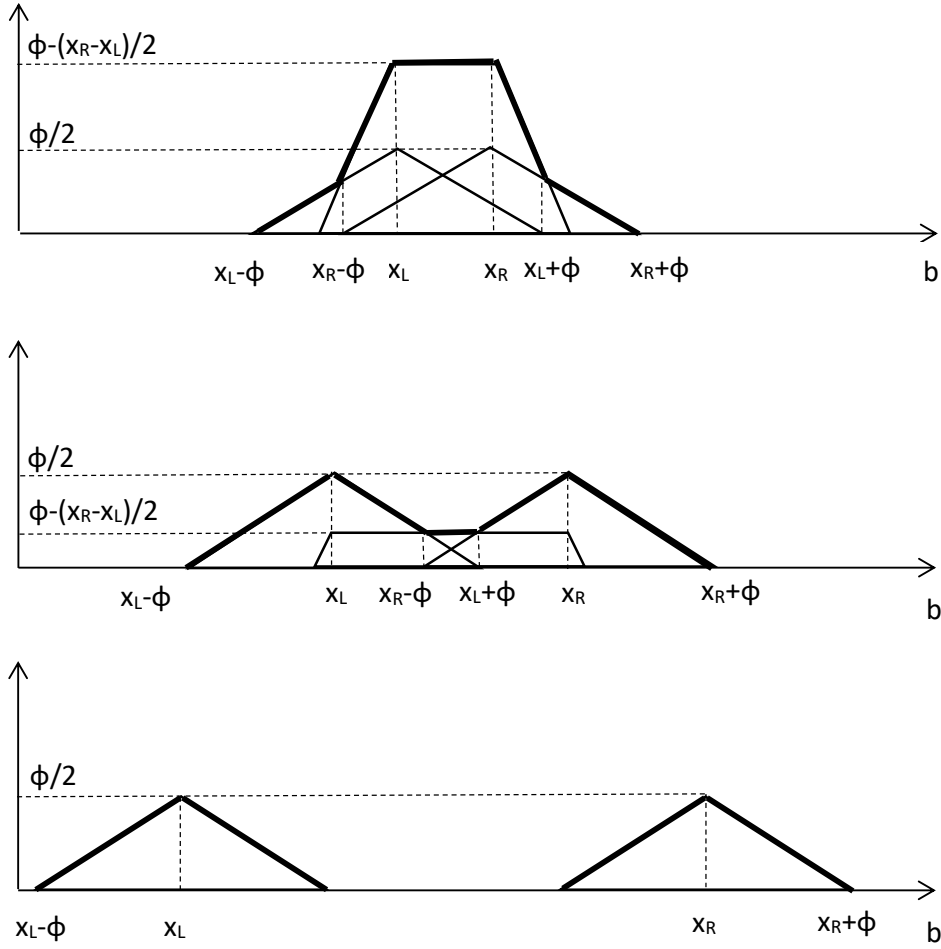 ϕ-(xR-xL)/2
ϕ/2
xL-ϕ xR-ϕ xL xR xL+ϕ xR+ϕ b
ϕ/2
ϕ-(xR-xL)/2
xL-ϕ xL xR-ϕ xL+ϕ xR xR+ϕ b
ϕ/2
xL-ϕ xL xR xR+ϕ b